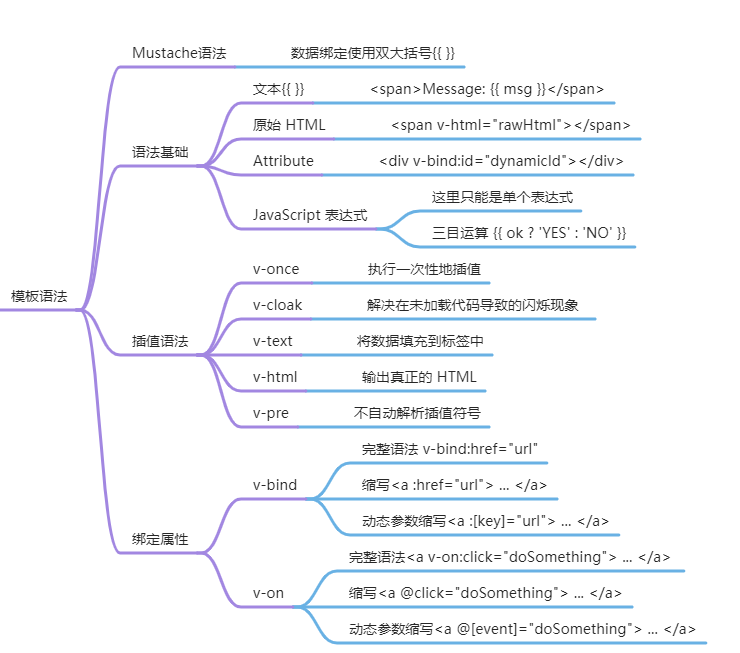 Mustache语法 数据绑定使用双大括号{{ }}
文本{{ }} <span>Message: {{ msg }}</span>
原始 HTML <span v-html="rawHtml"></span>
语法基础
Attribute <div v-bind:id="dynamicId"></div>
这里只能是单个表达式
JavaScript 表达式
三目运算 {{ ok ? 'YES' : 'NO' }}
v-once 执行一次性地插值
模板语法
v-cloak 解决在未加载代码导致的闪烁现象
插值语法
v-text 将数据填充到标签中
v-html 输出真正的 HTML
v-pre 不自动解析插值符号
完整语法 v-bind:href="url"
v-bind
缩写<a :href="url"> ... </a>
动态参数缩写<a :[key]="url"> ... </a>
绑定属性
完整语法<a v-on:click="doSomething"> ... </a>
v-on
缩写<a @click="doSomething"> ... </a>
动态参数缩写<a @[event]="doSomething"> ... </a>